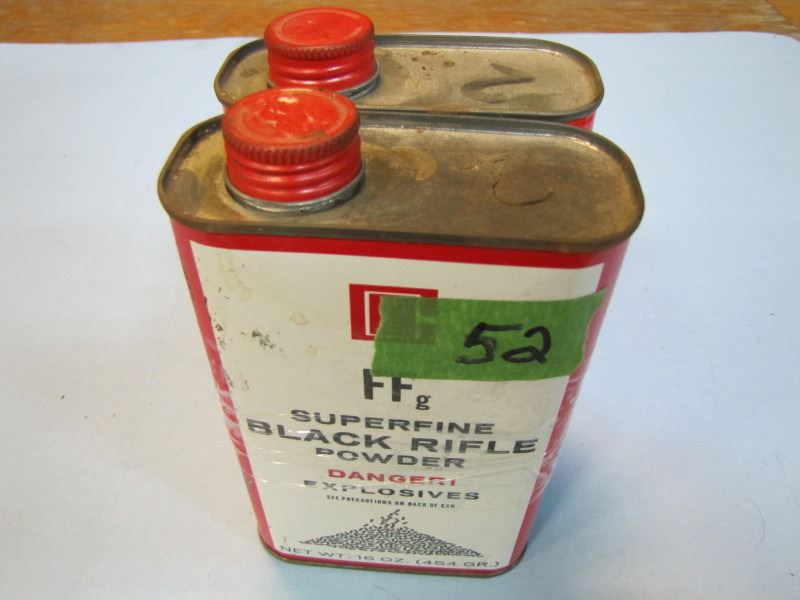 52
FFg
SUPERFINE
BLACK RIFLE
POWDER
DANGER!
EXPLOSIVES
SEE PRECAUTIONS ON BACK OF CAN
NET WT. 16 OZ. (454 GR.)